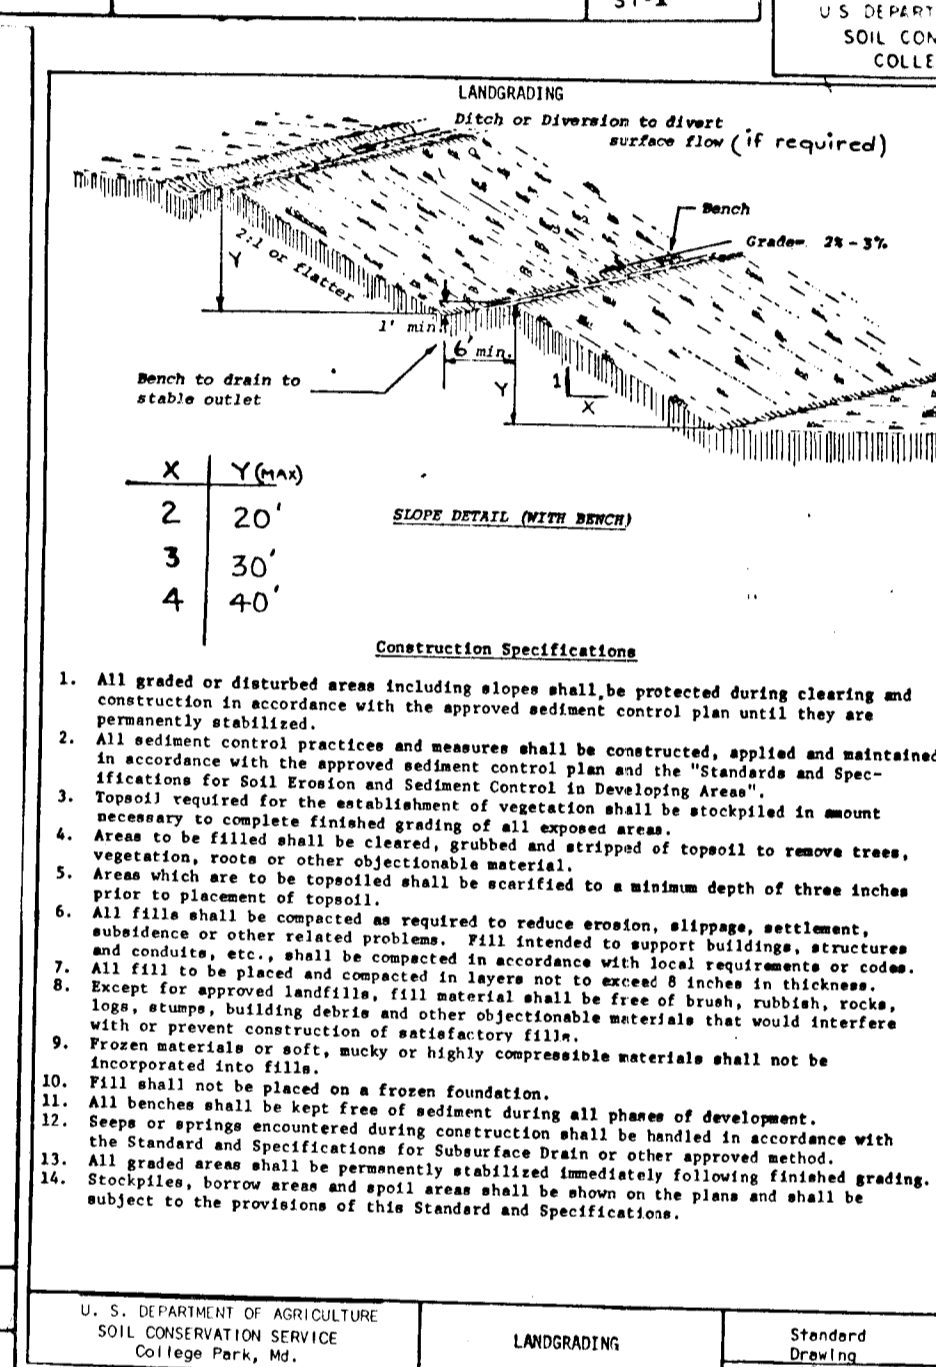 ST-1
U S DEPART
SOIL CON
COLLE
LANDGRADING
Ditch or Diversion to divert
surface flow (if required)
Bench
Grade= 2% - 3%
2:1 or flatter
Y
1' min.
6' min.
Bench to drain to
stable outlet
Y
1
X
X Y (MAX)
2 20'
3 30'
4 40'
SLOPE DETAIL (WITH BENCH)
Construction Specifications
1. All graded or disturbed areas including slopes shall be protected during clearing and
construction in accordance with the approved sediment control plan until they are
permanently stabilized.
2. All sediment control practices and measures shall be constructed, applied and maintained
in accordance with the approved sediment control plan and the "Standards and Spec-
ifications for Soil Erosion and Sediment Control in Developing Areas".
3. Topsoil required for the establishment of vegetation shall be stockpiled in amount
necessary to complete finished grading of all exposed areas.
4. Areas to be filled shall be cleared, grubbed and stripped of topsoil to remove trees,
vegetation, roots or other objectionable material.
5. Areas which are to be topsoiled shall be scarified to a minimum depth of three inches
prior to placement of topsoil.
6. All fills shall be compacted as required to reduce erosion, slippage, settlement,
subsidence or other related problems. Fill intended to support buildings, structures
and conduits, etc., shall be compacted in accordance with local requirements or codes.
7. All fill to be placed and compacted in layers not to exceed 8 inches in thickness.
8. Except for approved landfills, fill material shall be free of brush, rubbish, rocks,
logs, stumps, building debris and other objectionable materials that would interfere
with or prevent construction of satisfactory fills.
9. Frozen materials or soft, mucky or highly compressible materials shall not be
incorporated into fills.
10. Fill shall not be placed on a frozen foundation.
11. All benches shall be kept free of sediment during all phases of development.
12. Seeps or springs encountered during construction shall be handled in accordance with
the Standard and Specifications for Subsurface Drain or other approved method.
13. All graded areas shall be permanently stabilized immediately following finished grading.
14. Stockpiles, borrow areas and spoil areas shall be shown on the plans and shall be
subject to the provisions of this Standard and Specifications.
U. S. DEPARTMENT OF AGRICULTURE
SOIL CONSERVATION SERVICE
College Park, Md.
LANDGRADING
Standard
Drawing